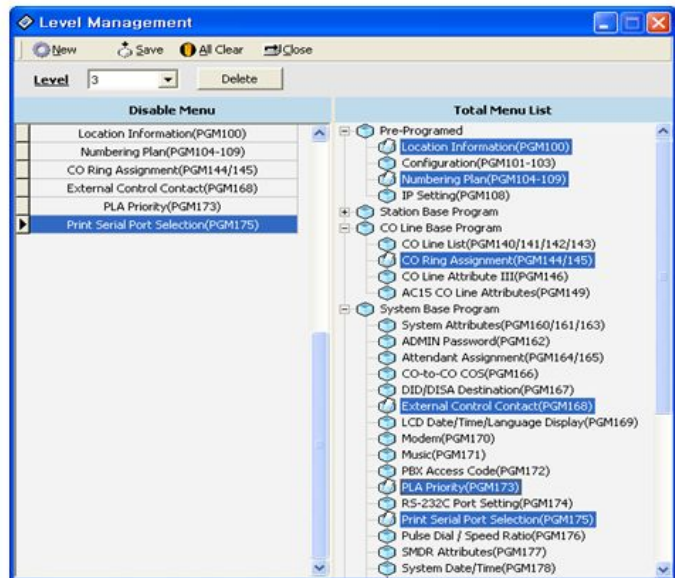 Level Management
New Save All Clear Close
Level 3 Delete
Disable Menu
Location Information(PGM100)
Numbering Plan(PGM104-109)
CO Ring Assignment(PGM144/145)
External Control Contact(PGM168)
PLA Priority(PGM173)
Print Serial Port Selection(PGM175)
Total Menu List
Pre-Programed
Location Information(PGM100)
Configuration(PGM101-103)
Numbering Plan(PGM104-109)
IP Setting(PGM108)
Station Base Program
CO Line Base Program
CO Line List(PGM140/141/142/143)
CO Ring Assignment(PGM144/145)
CO Line Attribute III(PGM146)
AC15 CO Line Attributes(PGM149)
System Base Program
System Attributes(PGM160/161/163)
ADMIN Password(PGM162)
Attendant Assignment(PGM164/165)
CO-to-CO COS(PGM166)
DID/DISA Destination(PGM167)
External Control Contact(PGM168)
LCD Date/Time/Language Display(PGM169)
Modem(PGM170)
Music(PGM171)
PBX Access Code(PGM172)
PLA Priority(PGM173)
RS-232C Port Setting(PGM174)
Print Serial Port Selection(PGM175)
Pulse Dial / Speed Ratio(PGM176)
SMDR Attributes(PGM177)
System Date/Time(PGM178)